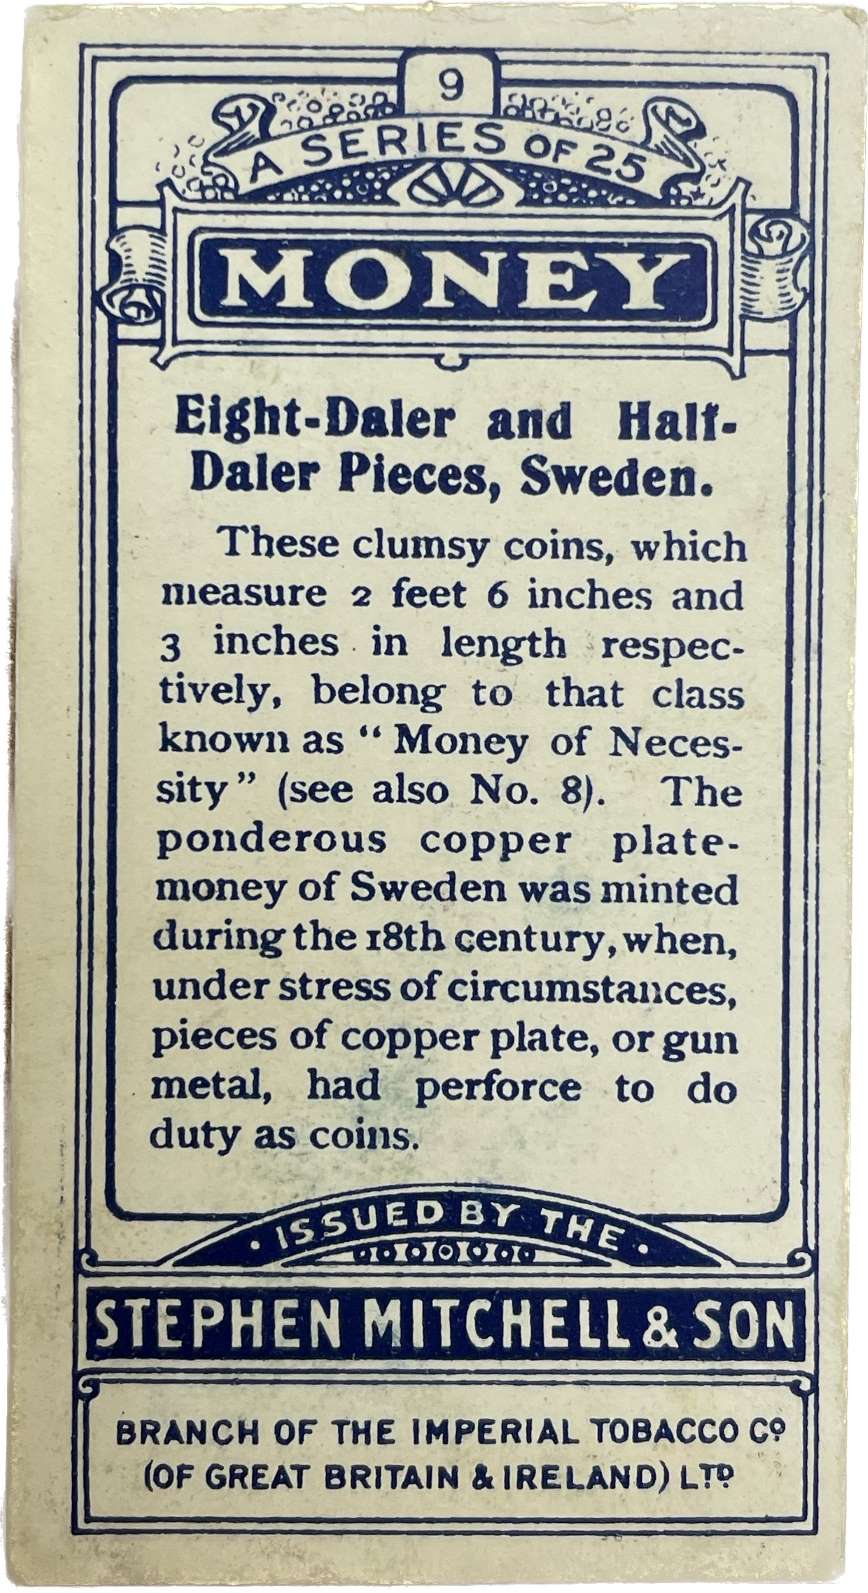 9
A SERIES OF 25
MONEY
Eight-Daler and Half-
Daler Pieces, Sweden.
These clumsy coins, which
measure 2 feet 6 inches and
3 inches in length respec-
tively, belong to that class
known as "Money of Neces-
sity" (see also No. 8). The
ponderous copper plate-
money of Sweden was minted
during the 18th century, when,
under stress of circumstances,
pieces of copper plate, or gun
metal, had perforce to do
duty as coins.
· ISSUED BY THE ·
STEPHEN MITCHELL & SON
BRANCH OF THE IMPERIAL TOBACCO Cº
(OF GREAT BRITAIN & IRELAND) LTD